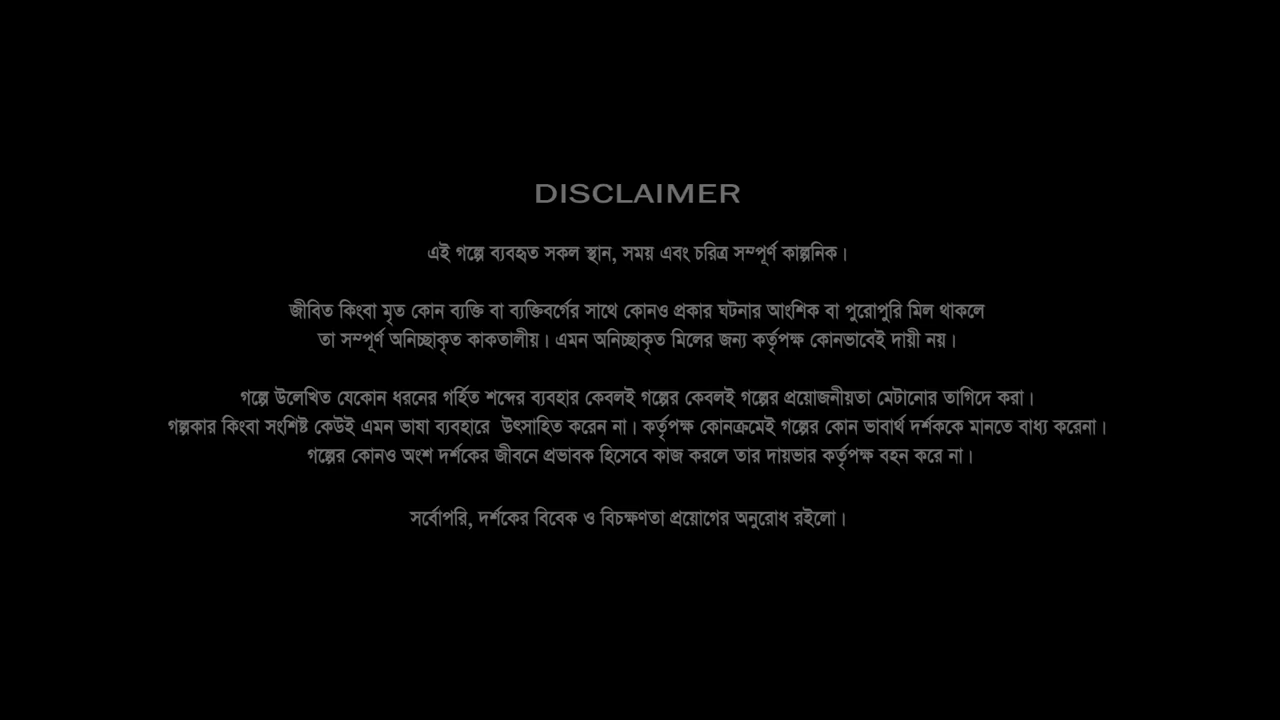 DISCLAIMER
এই গল্পে ব্যবহৃত সকল স্থান, সময় এবং চরিত্র সম্পূর্ণ কাল্পনিক।
জীবিত কিংবা মৃত কোন ব্যক্তি বা ব্যক্তিবর্গের সাথে কোনও প্রকার ঘটনার আংশিক বা পুরোপুরি মিল থাকলে
তা সম্পূর্ণ অনিচ্ছাকৃত কাকতালীয়। এমন অনিচ্ছাকৃত মিলের জন্য কর্তৃপক্ষ কোনভাবেই দায়ী নয়।
গল্পে উলেখিত যেকোন ধরনের গর্হিত শব্দের ব্যবহার কেবলই গল্পের কেবলই গল্পের প্রয়োজনীয়তা মেটানোর তাগিদে করা।
গল্পকার কিংবা সংশিষ্ট কেউই এমন ভাষা ব্যবহারে উৎসাহিত করেন না। কর্তৃপক্ষ কোনক্রমেই গল্পের কোন ভাবার্থ দর্শককে মানতে বাধ্য করেনা।
গল্পের কোনও অংশ দর্শকের জীবনে প্রভাবক হিসেবে কাজ করলে তার দায়ভার কর্তৃপক্ষ বহন করে না।
সর্বোপরি, দর্শকের বিবেক ও বিচক্ষণতা প্রয়োগের অনুরোধ রইলো।